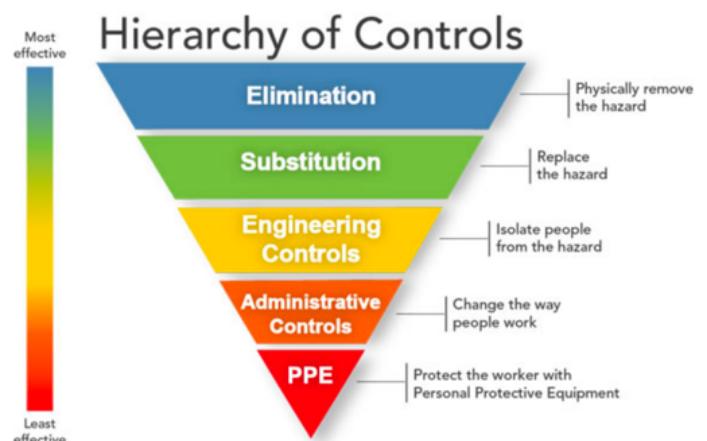 Hierarchy of Controls
Most
effective
Elimination
Physically remove
the hazard
Substitution
Replace
the hazard
Engineering
Controls
Isolate people
from the hazard
Administrative
Controls
Change the way
people work
PPE
Protect the worker with
Personal Protective Equipment
Least
effective